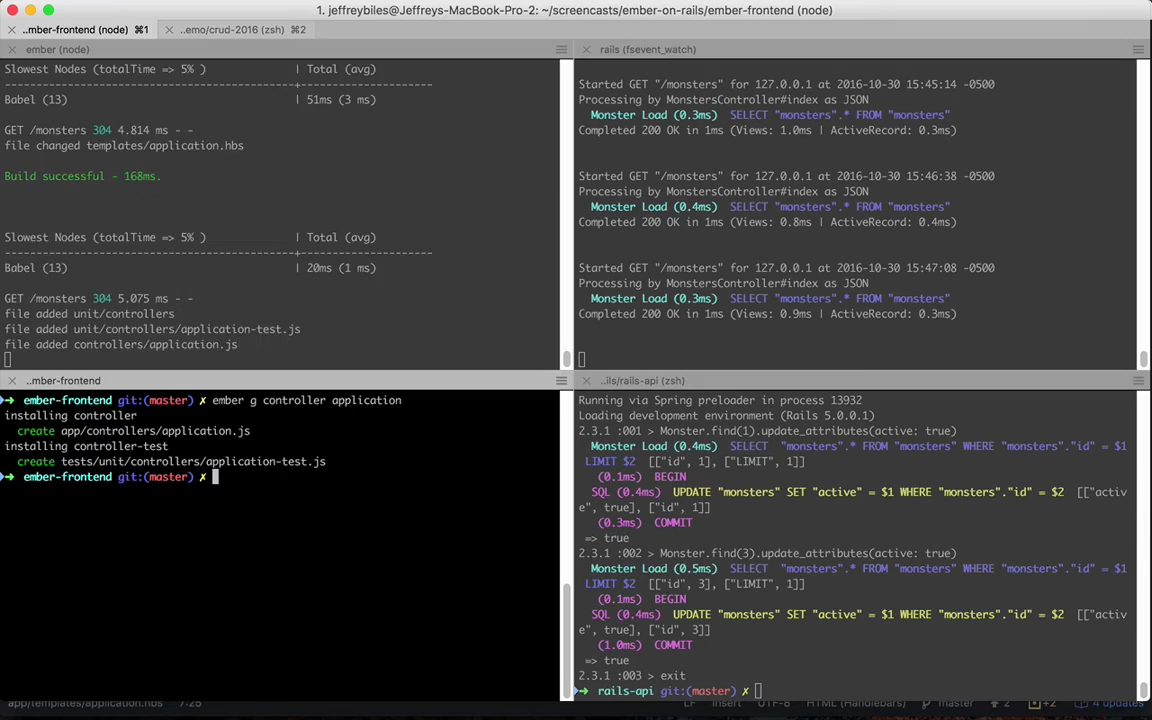 1. jeffreybiles@Jeffreys-MacBook-Pro-2: ~/screencasts/ember-on-rails/ember-frontend (node)
..mber-frontend (node) ⌘1
..emo/crud-2016 (zsh) ⌘2
ember (node)
Slowest Nodes (totalTime => 5% ) | Total (avg)
----------------------------------------------+----------------------
Babel (13) | 51ms (3 ms)
GET /monsters 304 4.814 ms - -
file changed templates/application.hbs
Build successful - 168ms.
Slowest Nodes (totalTime => 5% ) | Total (avg)
----------------------------------------------+----------------------
Babel (13) | 20ms (1 ms)
GET /monsters 304 5.075 ms - -
file added unit/controllers
file added unit/controllers/application-test.js
file added controllers/application.js
rails (fsevent_watch)
Started GET "/monsters" for 127.0.0.1 at 2016-10-30 15:45:14 -0500
Processing by MonstersController#index as JSON
Monster Load (0.3ms) SELECT "monsters".* FROM "monsters"
Completed 200 OK in 1ms (Views: 1.0ms | ActiveRecord: 0.3ms)
Started GET "/monsters" for 127.0.0.1 at 2016-10-30 15:46:38 -0500
Processing by MonstersController#index as JSON
Monster Load (0.4ms) SELECT "monsters".* FROM "monsters"
Completed 200 OK in 1ms (Views: 0.8ms | ActiveRecord: 0.4ms)
Started GET "/monsters" for 127.0.0.1 at 2016-10-30 15:47:08 -0500
Processing by MonstersController#index as JSON
Monster Load (0.3ms) SELECT "monsters".* FROM "monsters"
Completed 200 OK in 1ms (Views: 0.9ms | ActiveRecord: 0.3ms)
..mber-frontend
➜ ember-frontend git:(master) ✗ ember g controller application
installing controller
create app/controllers/application.js
installing controller-test
create tests/unit/controllers/application-test.js
➜ ember-frontend git:(master) ✗
..ils/rails-api (zsh)
Running via Spring preloader in process 13932
Loading development environment (Rails 5.0.0.1)
2.3.1 :001 > Monster.find(1).update_attributes(active: true)
Monster Load (0.4ms) SELECT "monsters".* FROM "monsters" WHERE "monsters"."id" = $1
LIMIT $2 [["id", 1], ["LIMIT", 1]]
(0.1ms) BEGIN
SQL (0.4ms) UPDATE "monsters" SET "active" = $1 WHERE "monsters"."id" = $2 [["activ
e", true], ["id", 1]]
(0.3ms) COMMIT
=> true
2.3.1 :002 > Monster.find(3).update_attributes(active: true)
Monster Load (0.5ms) SELECT "monsters".* FROM "monsters" WHERE "monsters"."id" = $1
LIMIT $2 [["id", 3], ["LIMIT", 1]]
(0.1ms) BEGIN
SQL (0.4ms) UPDATE "monsters" SET "active" = $1 WHERE "monsters"."id" = $2 [["activ
e", true], ["id", 3]]
(1.0ms) COMMIT
=> true
2.3.1 :003 > exit
➜ rails-api git:(master) ✗
app/templates/application.hbs 7:25 LF Insert UTF-8 HTML (Handlebars) master 2 +2 4 updates